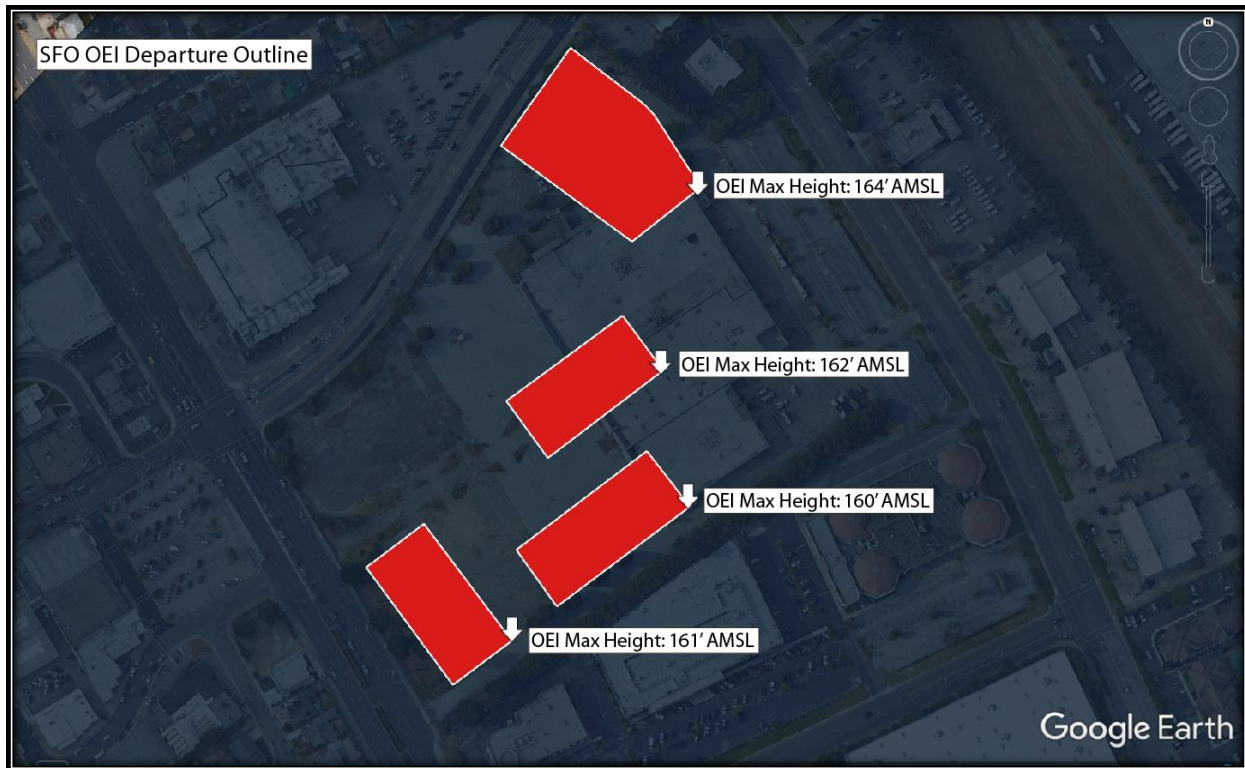 SFO OEI Departure Outline
N
OEI Max Height: 164’ AMSL
OEI Max Height: 162’ AMSL
OEI Max Height: 160’ AMSL
OEI Max Height: 161’ AMSL
Google Earth